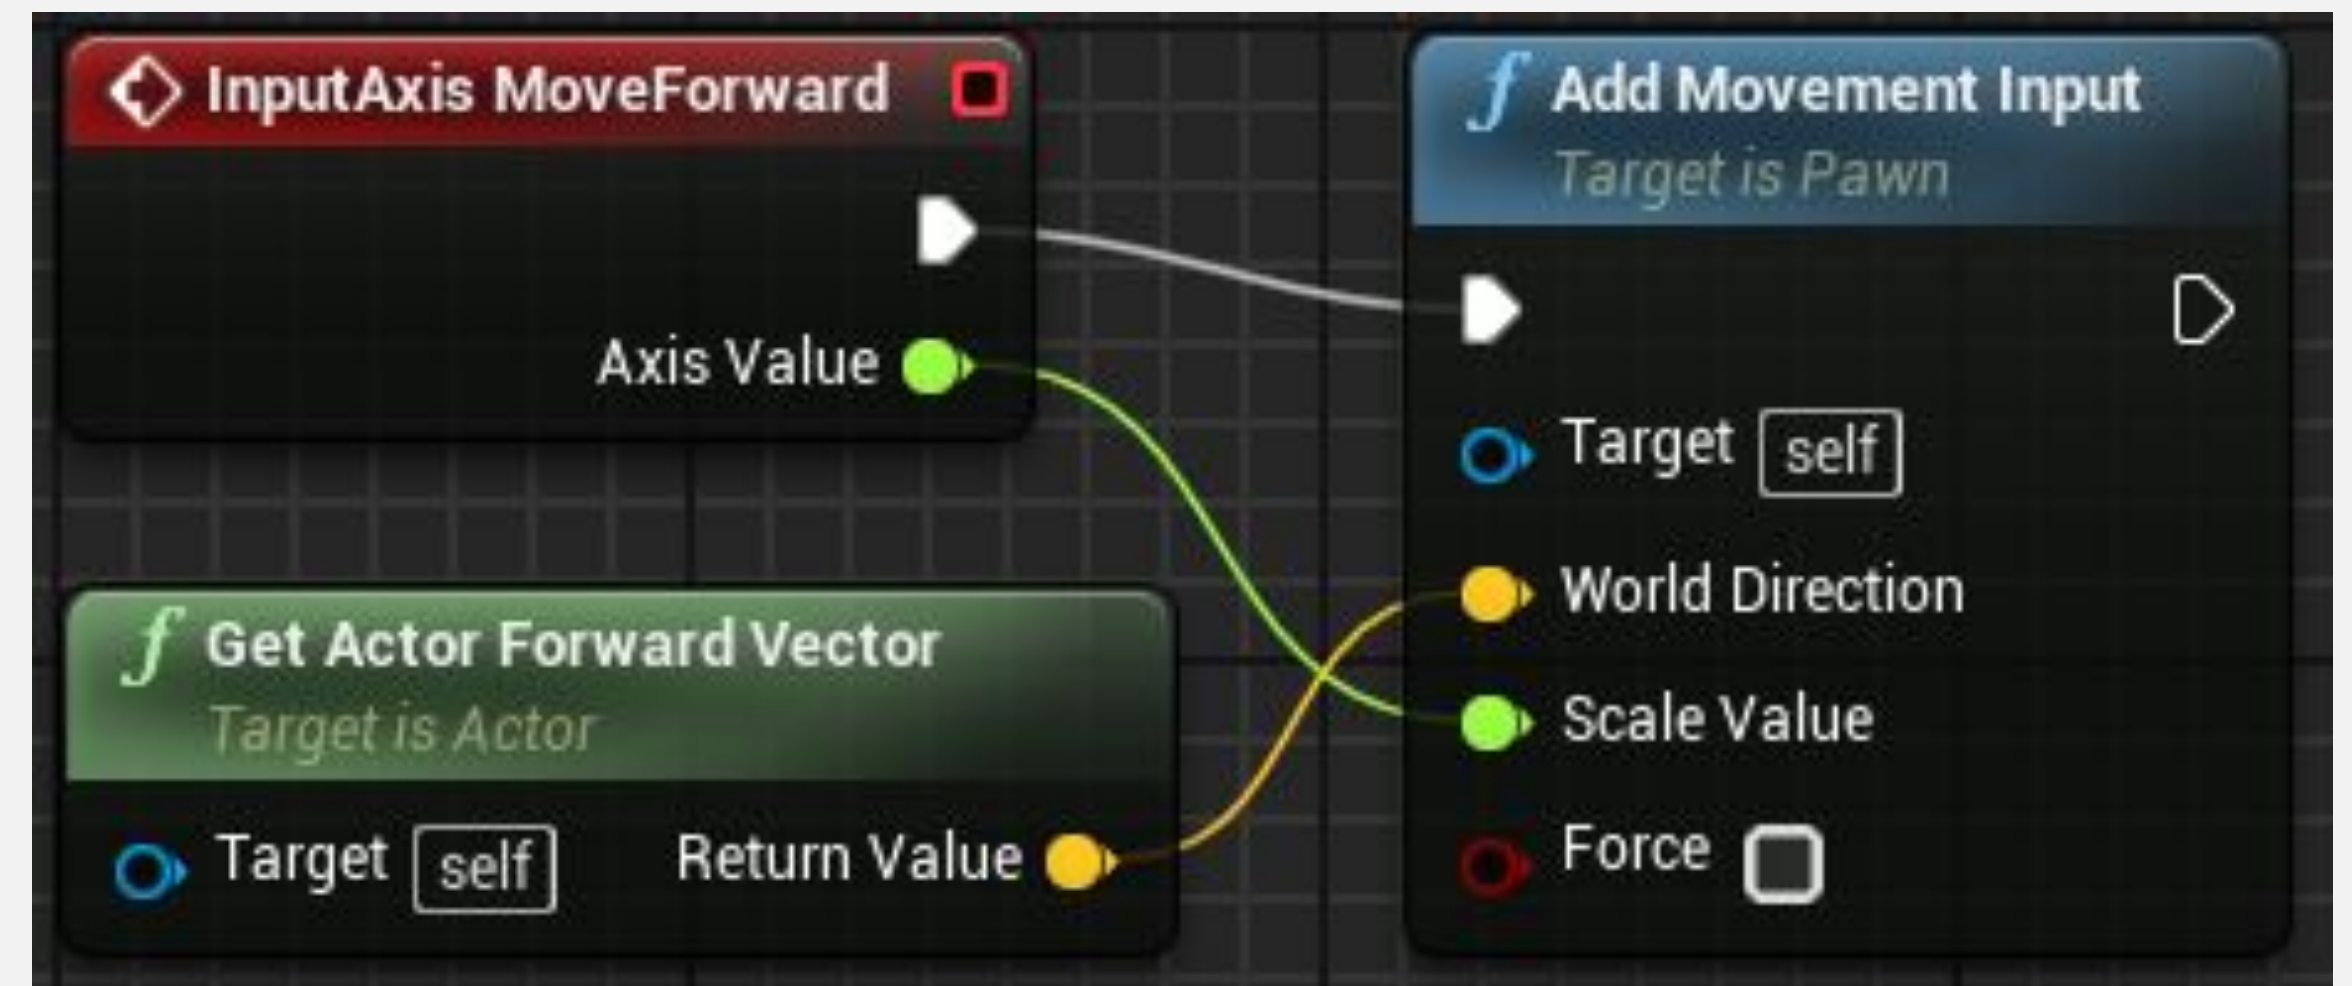 InputAxis MoveForward
Axis Value
Get Actor Forward Vector
Target is Actor
Target self Return Value
Add Movement Input
Target is Pawn
Target self
World Direction
Scale Value
Force